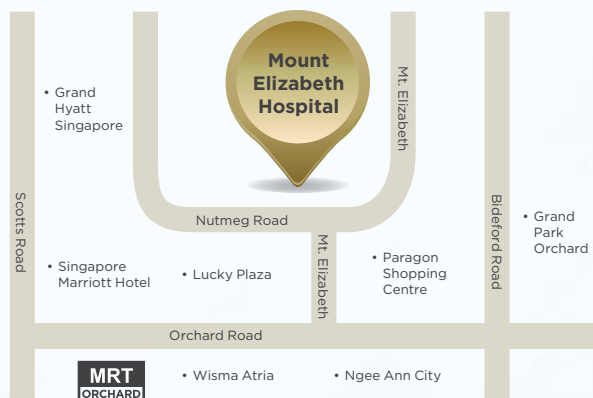 Mount
Elizabeth
Hospital
Mt. Elizabeth
• Grand
Hyatt
Singapore
Scotts Road
Nutmeg Road
Bideford Road
• Grand
Park
Orchard
Mt. Elizabeth
• Singapore
Marriott Hotel
• Lucky Plaza
• Paragon
Shopping
Centre
Orchard Road
MRT
ORCHARD
• Wisma Atria
• Ngee Ann City